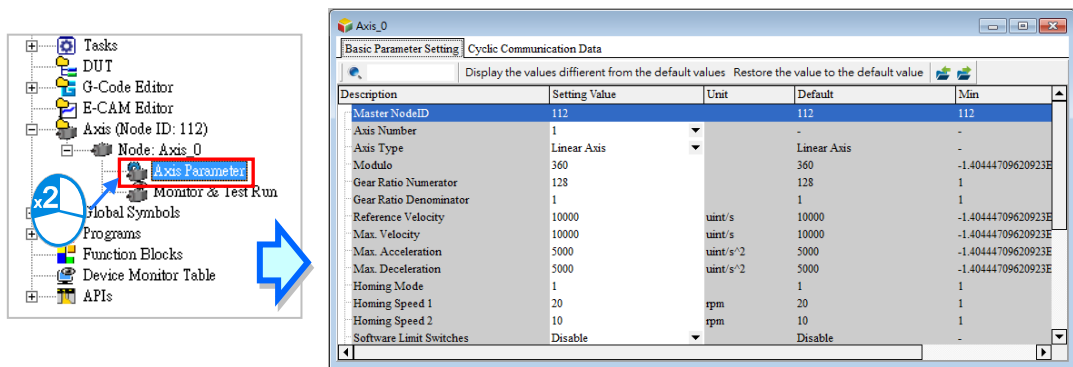 Tasks
DUT
G-Code Editor
E-CAM Editor
Axis (Node ID: 112)
Node: Axis_0
Axis Parameter
Monitor & Test Run
Global Symbols
Programs
Function Blocks
Device Monitor Table
APIs
x2
Axis_0
Basic Parameter Setting Cyclic Communication Data
Display the values diffierent from the default values Restore the value to the default value
Description Setting Value Unit Default Min
Master NodeID 112 112 112
Axis Number 1 - -
Axis Type Linear Axis Linear Axis -
Modulo 360 360 -1.40444709620923E
Gear Ratio Numerator 128 128 1
Gear Ratio Denominator 1 1 1
Reference Velocity 10000 uint/s 10000 -1.40444709620923E
Max. Velocity 10000 uint/s 10000 -1.40444709620923E
Max. Acceleration 5000 uint/s^2 5000 -1.40444709620923E
Max. Deceleration 5000 uint/s^2 5000 -1.40444709620923E
Homing Mode 1 1 1
Homing Speed 1 20 rpm 20 1
Homing Speed 2 10 rpm 10 1
Software Limit Switches Disable Disable -